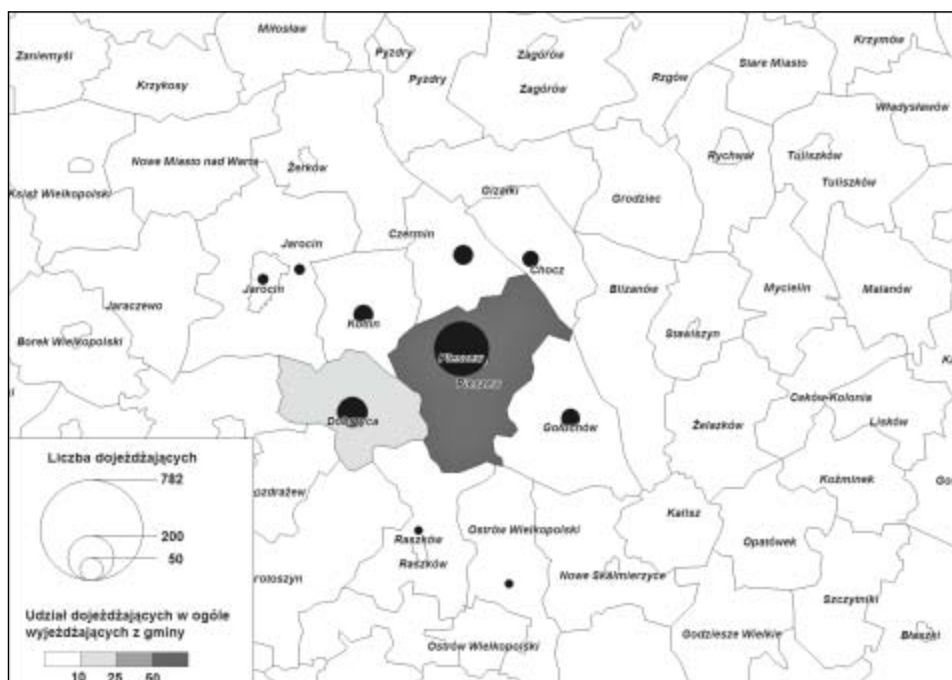 Miłosław
Zaniemyśl
Krzykosy
Pyzdry
Pyzdry
Zagórów
Zagórów
Rzgów
Stare Miasto
Krzymów
Władysławów
Nowe Miasto nad Wartą
Żerków
Książ Wielkopolski
Rychwał
Tuliszków
Tuliszków
Gizałki
Grodziec
Czermin
Jarocin
Jarocin
Chocz
Blizanów
Mycielin
Malanów
Jaraczewo
Kotlin
Stawiszyn
Borek Wielkopolski
Pleszew
Pleszew
Dobrzyca
Gołuchów
Żelazków
Ceków-Kolonia
Lisków
Koźminek
Liczba dojeżdżających
782
200
50
ozdrażew
Raszków
Raszków
Ostrów Wielkopolski
Kalisz
Opatówek
rotoszyn
Nowe Skalmierzyce
Szczytniki
Godziesze Wielkie
Błaszki
Ostrów Wielkopolski
Udział dojeżdżających w ogóle
wyjeżdżających z gminy
10 25 50